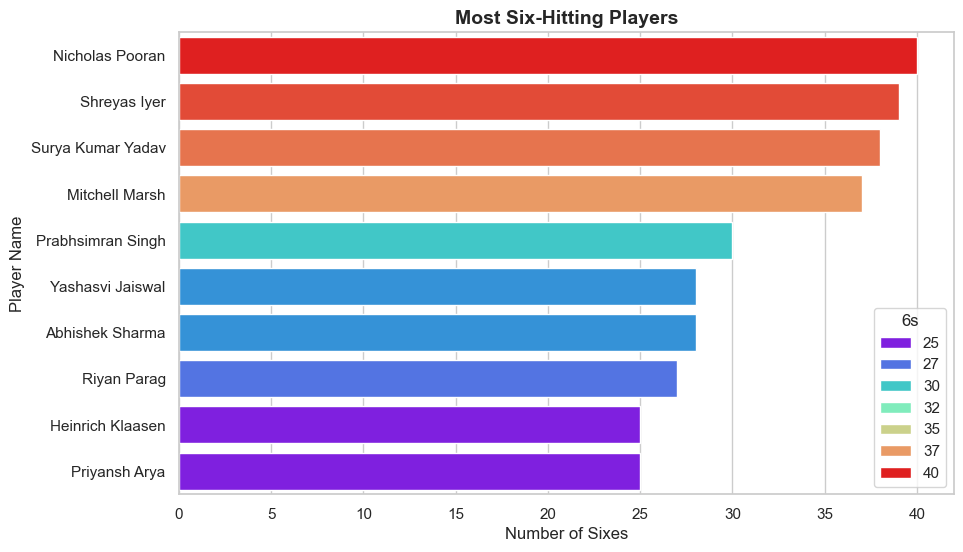 Most Six-Hitting Players
Player Name
Nicholas Pooran
Shreyas Iyer
Surya Kumar Yadav
Mitchell Marsh
Prabhsimran Singh
Yashasvi Jaiswal
Abhishek Sharma
Riyan Parag
Heinrich Klaasen
Priyansh Arya
6s
25
27
30
32
35
37
40
0 5 10 15 20 25 30 35 40
Number of Sixes